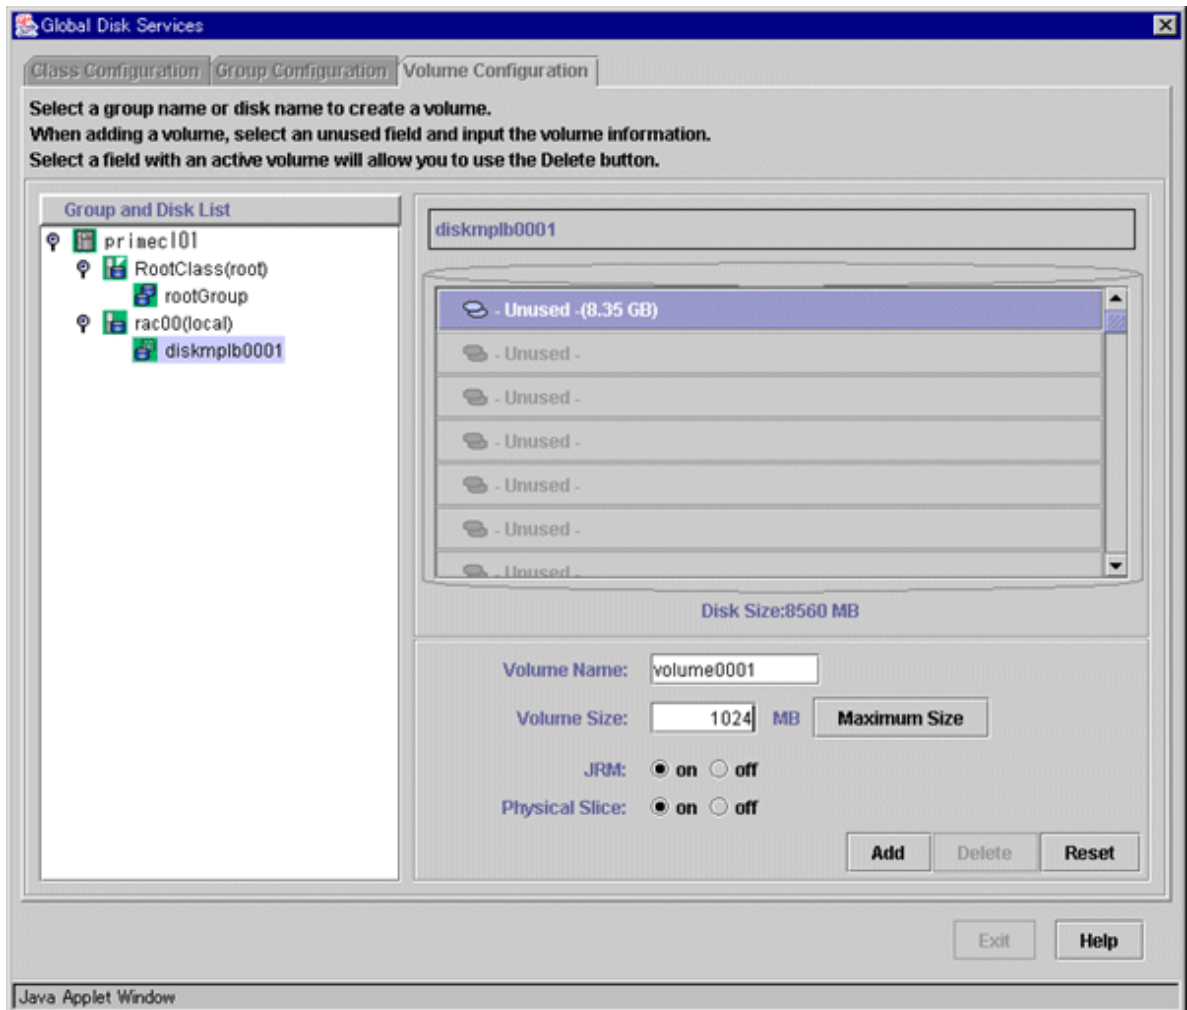 Global Disk Services
Class Configuration Group Configuration Volume Configuration
Select a group name or disk name to create a volume.
When adding a volume, select an unused field and input the volume information.
Select a field with an active volume will allow you to use the Delete button.
Group and Disk List
primecl01
RootClass(root)
rootGroup
rac00(local)
diskmplb0001
diskmplb0001
- Unused -(8.35 GB)
- Unused -
- Unused -
- Unused -
- Unused -
- Unused -
- Unused -
Disk Size:8560 MB
Volume Name: volume0001
Volume Size: 1024 MB Maximum Size
JRM: on off
Physical Slice: on off
Add Delete Reset
Exit Help
Java Applet Window